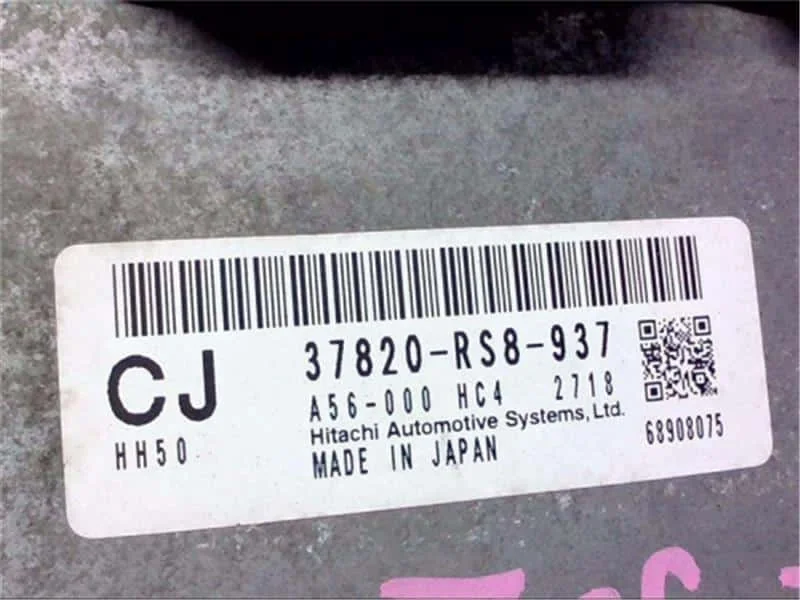 CJ
HH50
37820-RS8-937
A56-000 HC4 2718
Hitachi Automotive Systems, Ltd.
MADE IN JAPAN
68908075